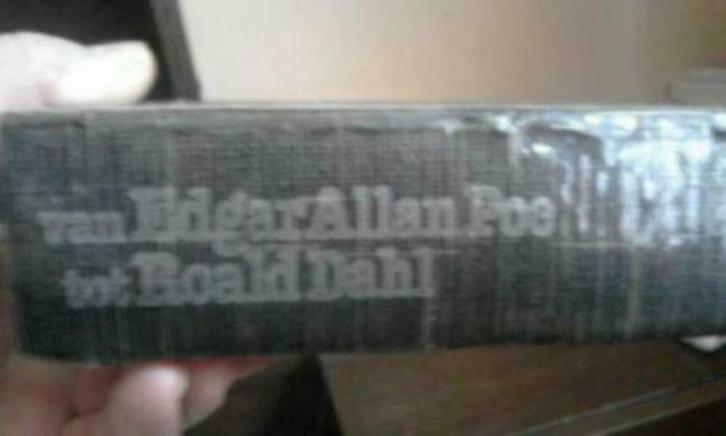 van Edgar Allan Poe
tot Roald Dahl